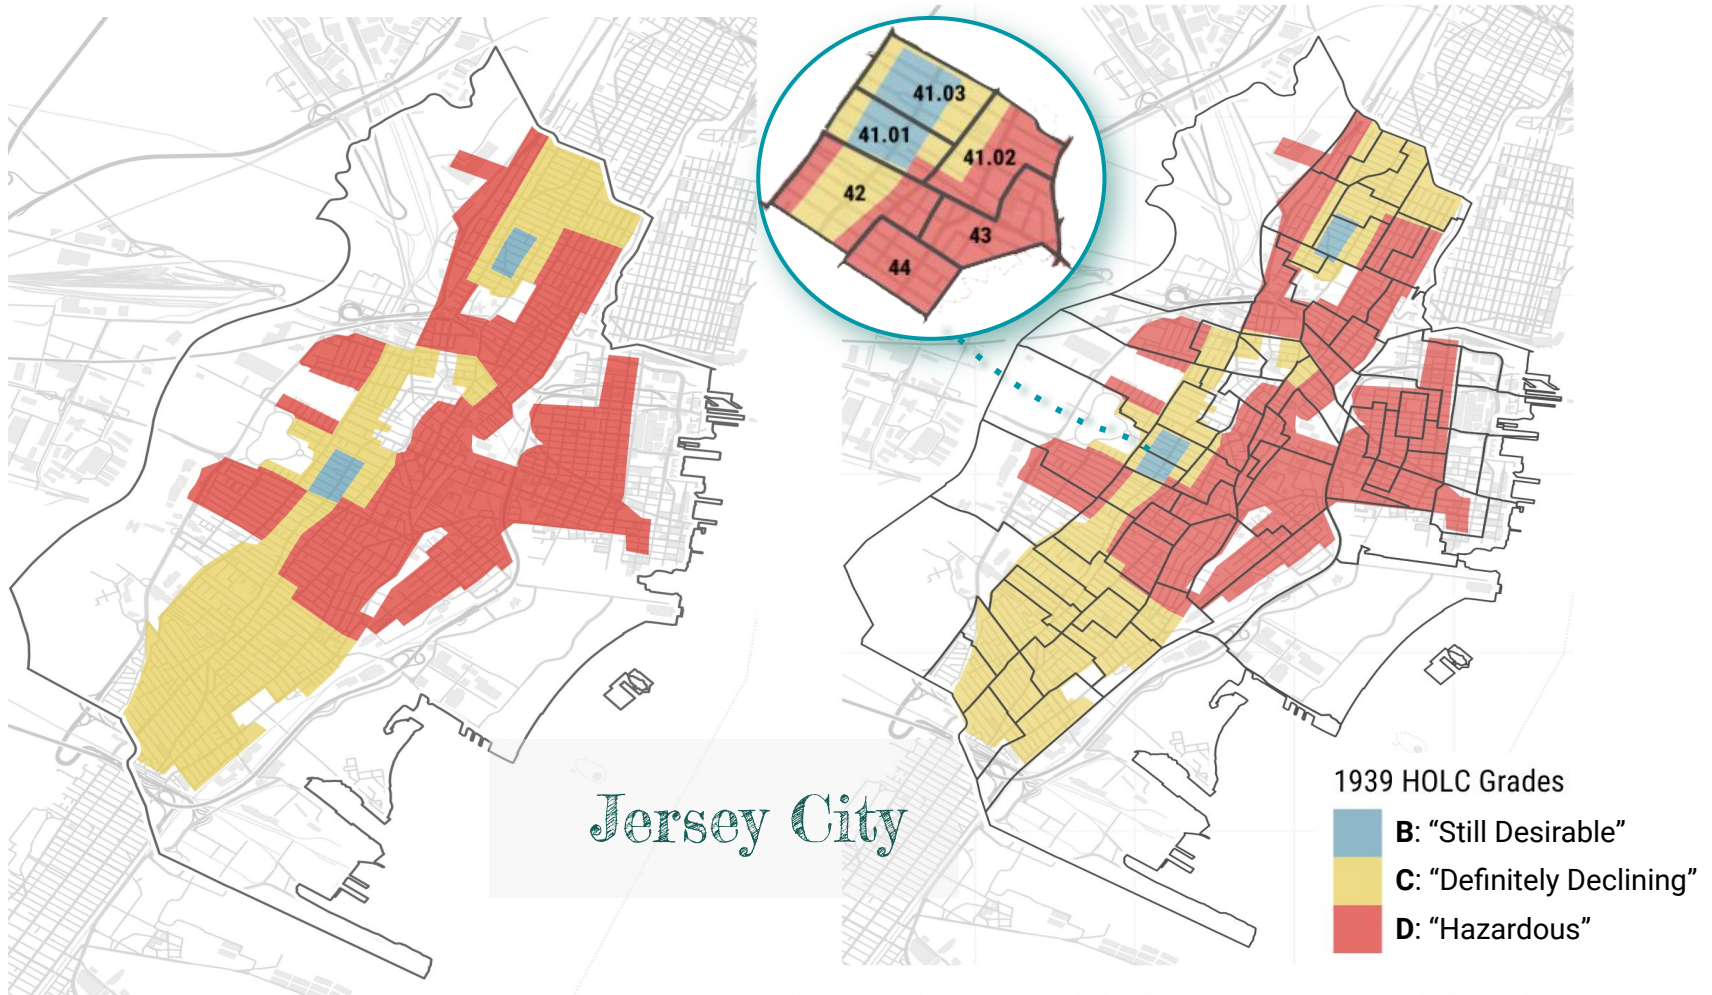 41.03
41.01
41.02
42
43
44
Jersey City
1939 HOLC Grades
B: “Still Desirable”
C: “Definitely Declining”
D: “Hazardous”